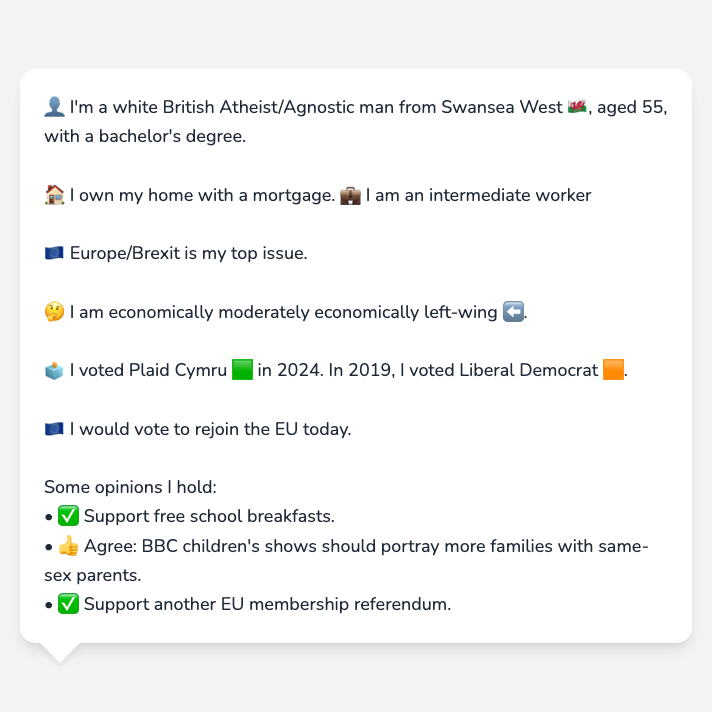 👤 I'm a white British Atheist/Agnostic man from Swansea West 🏴󠁧󠁢󠁷󠁬󠁳󠁿, aged 55,
with a bachelor's degree.
🏠 I own my home with a mortgage. 💼 I am an intermediate worker
🇪🇺 Europe/Brexit is my top issue.
🤔 I am economically moderately economically left-wing ⬅️.
🗳️ I voted Plaid Cymru 🟩 in 2024. In 2019, I voted Liberal Democrat 🟧.
🇪🇺 I would vote to rejoin the EU today.
Some opinions I hold:
• ✅ Support free school breakfasts.
• 👍 Agree: BBC children's shows should portray more families with same-
sex parents.
• ✅ Support another EU membership referendum.